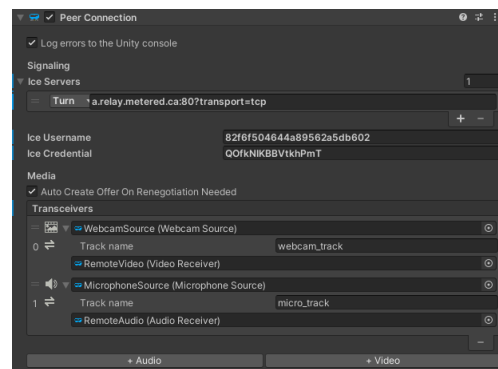 Peer Connection
Log errors to the Unity console
Signaling
Ice Servers 1
Turn a.relay.metered.ca:80?transport=tcp
+ -
Ice Username 82f6f504644a89562a5db602
Ice Credential QOfkNIKBBVtkhPmT
Media
Auto Create Offer On Renegotiation Needed
Transceivers
WebcamSource (Webcam Source)
0 Track name webcam_track
RemoteVideo (Video Receiver)
MicrophoneSource (Microphone Source)
1 Track name micro_track
RemoteAudio (Audio Receiver)
-
+ Audio + Video